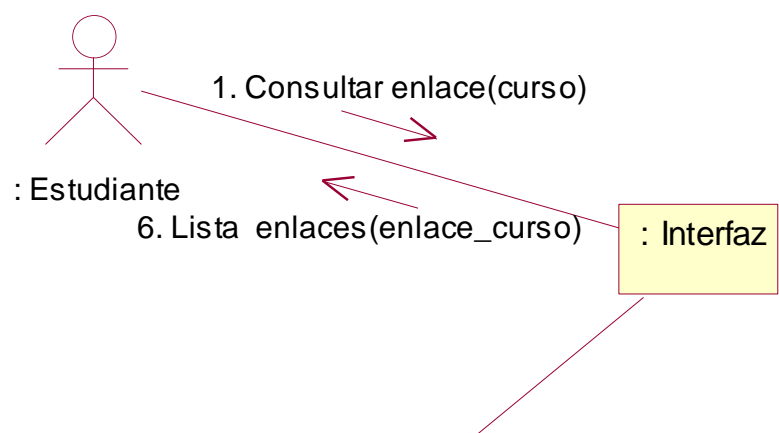 1. Consultar enlace(curso)
: Estudiante
6. Lista enlaces(enlace_curso)
: Interfaz